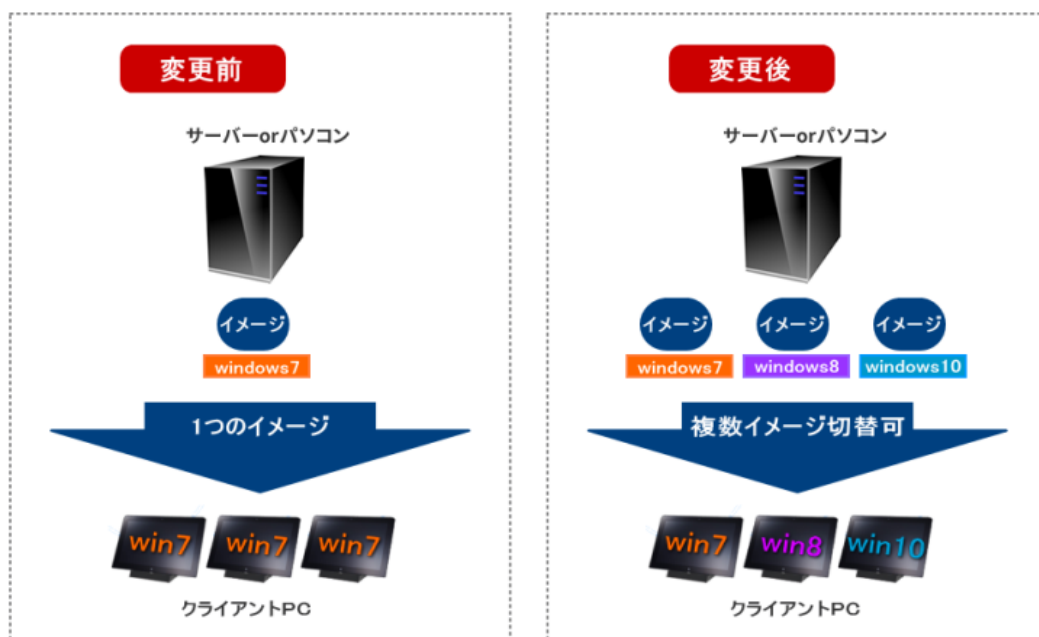 変更前
サーバーorパソコン
イメージ
windows7
1つのイメージ
win7 win7 win7
クライアントPC
変更後
サーバーorパソコン
イメージ イメージ イメージ
windows7 windows8 windows10
複数イメージ切替可
win7 win8 win10
クライアントPC